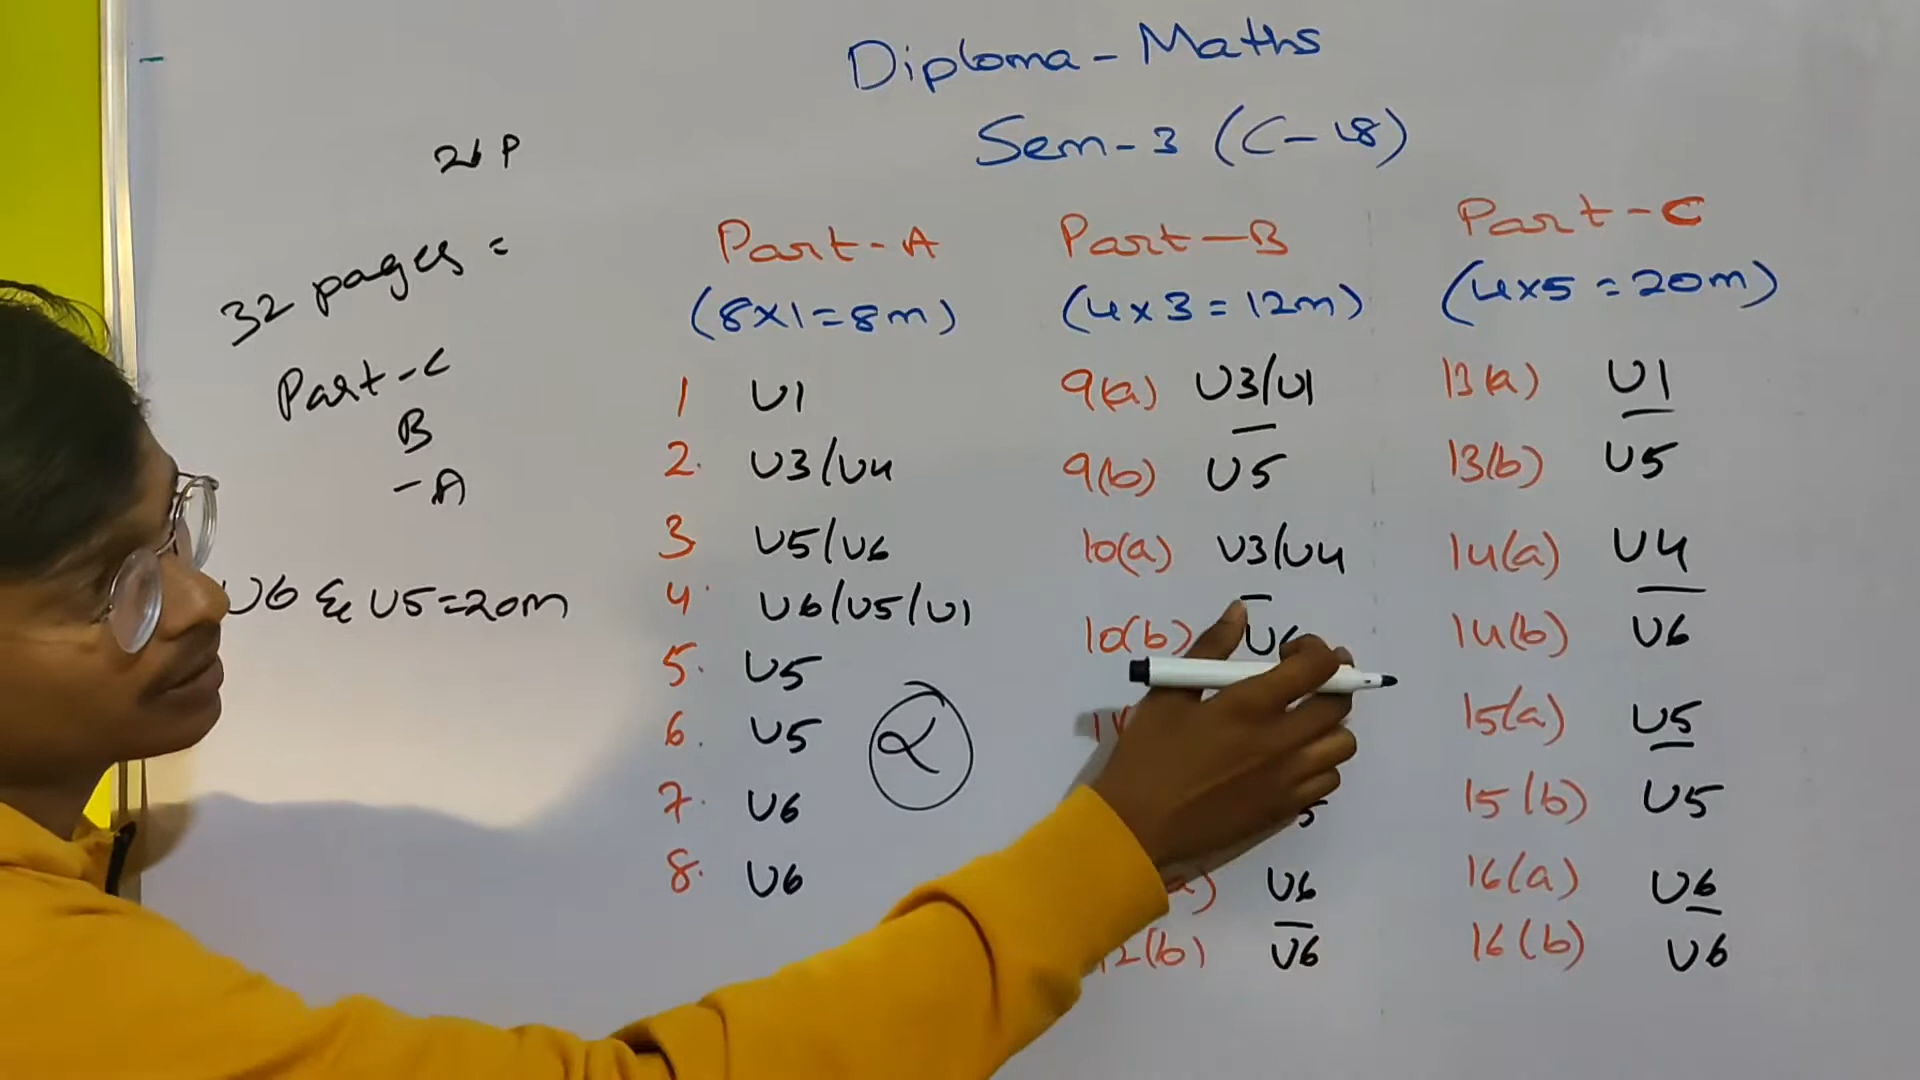 Diploma - Maths
Sem-3 (C-18)
Part-A
(8x1=8m)
1 U1
2. U3/U4
3 U5/U6
4. U6/U5/U1
5. U5
6. U5
7. U6
8. U6
Part-B
(4x3=12m)
9(a) U3/U1
9(b) U5
10(a) U3/U4
10(b)
U6
12(b) U6
Part-C
(4x5=20m)
13(a) U1
13(b) U5
14(a) U4
14(b) U6
15(a) U5
15(b) U5
16(a) U6
16(b) U6
32 pages =
Part-C
B
-A
U6 & U5=20m